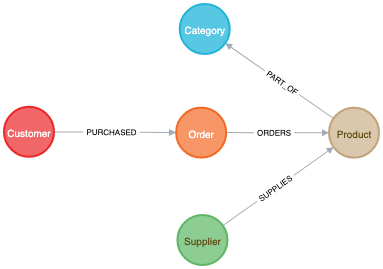 Category
PART_OF
Customer
PURCHASED
Order
ORDERS
Product
SUPPLIES
Supplier